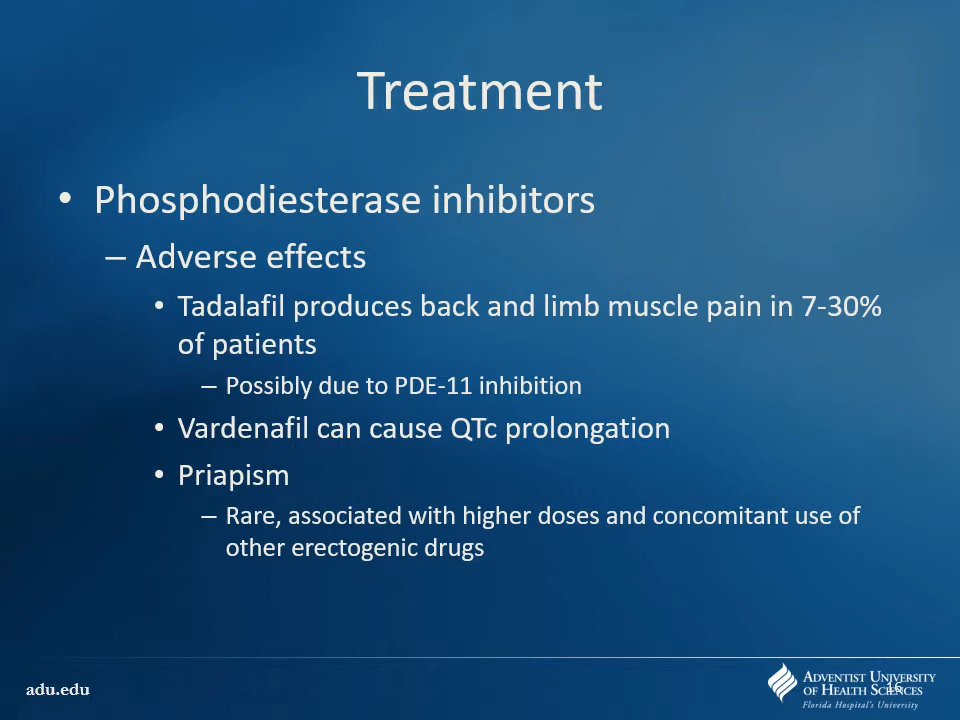 Treatment
• Phosphodiesterase inhibitors
– Adverse effects
• Tadalafil produces back and limb muscle pain in 7-30%
of patients
– Possibly due to PDE-11 inhibition
• Vardenafil can cause QTc prolongation
• Priapism
– Rare, associated with higher doses and concomitant use of
other erectogenic drugs
adu.edu
ADVENTIST UNIVERSITY
OF HEALTH SCIENCES
Florida Hospital's University
16